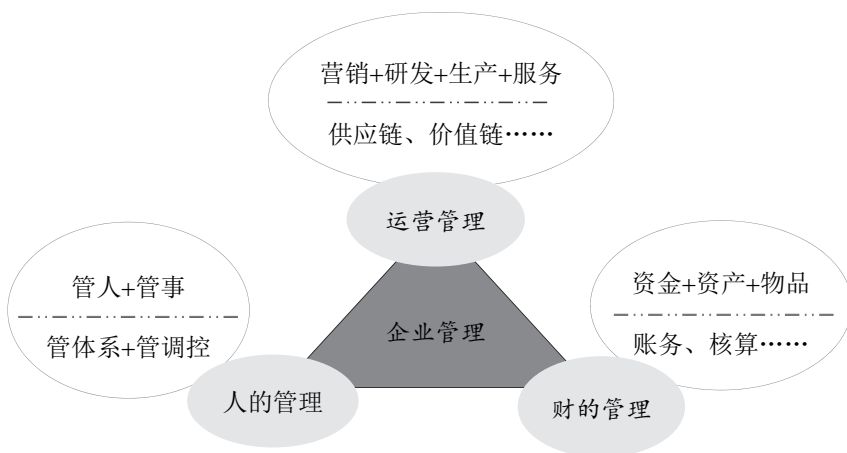 营销+研发+生产+服务
供应链、价值链……
运营管理
管人+管事
管体系+管调控
人的管理
企业管理
资金+资产+物品
账务、核算……
财的管理